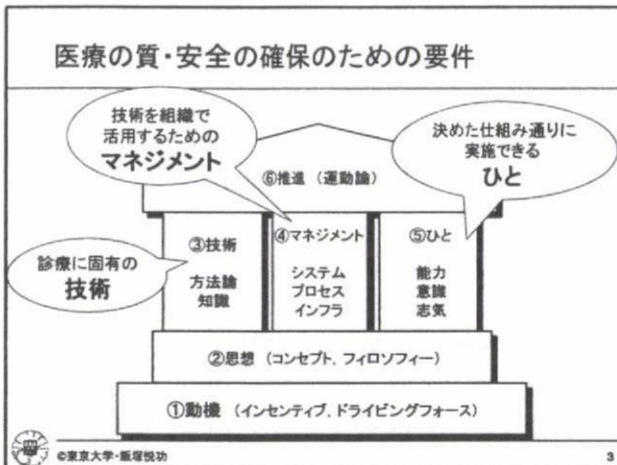 医療の質・安全の確保のための要件
技術を組織で
活用するための
マネジメント
決めた仕組み通りに
実施できる
ひと
⑥推進（運動論）
診療に固有の
技術
③技術
方法論
知識
④マネジメント
システム
プロセス
インフラ
⑤ひと
能力
意識
志気
②思想（コンセプト、フィロソフィー）
①動機（インセンティブ、ドライビングフォース）
©東京大学・飯塚悦功
3